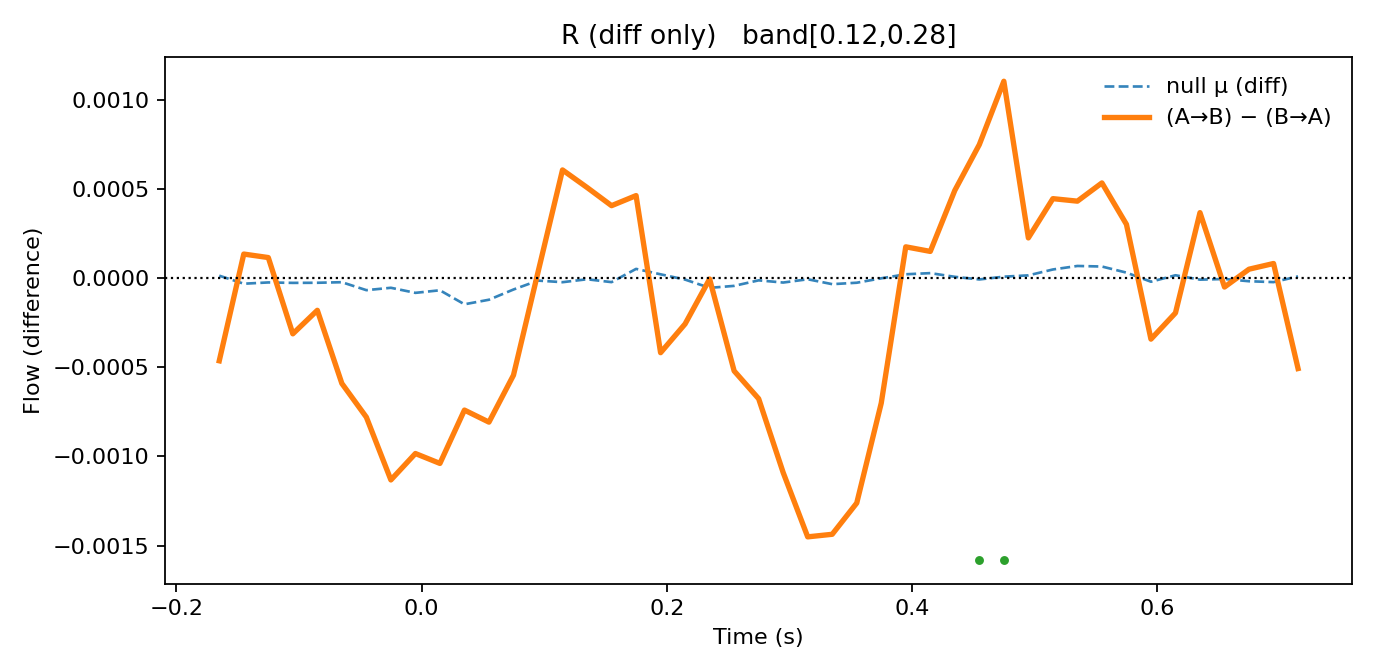 R (diff only)   band[0.12,0.28]
null μ (diff)
(A→B) − (B→A)
Flow (difference)
0.0010
0.0005
0.0000
−0.0005
−0.0010
−0.0015
−0.2
0.0
0.2
0.4
0.6
Time (s)